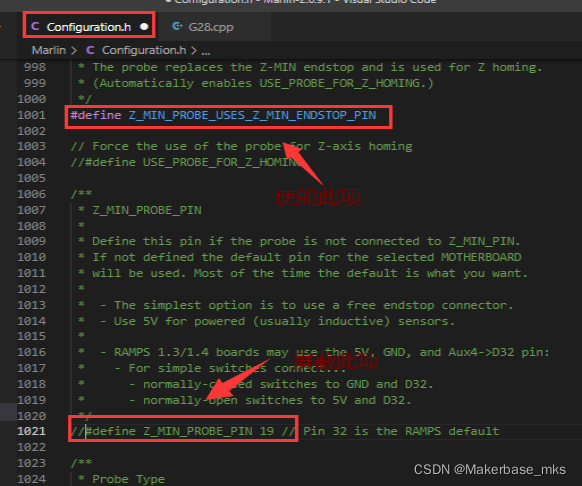 Configuration.h - Marlin-2.0.9.1 - Visual Studio Code
C Configuration.h ● G28.cpp
Marlin > C Configuration.h > ...
998 * The probe replaces the Z-MIN endstop and is used for Z homing.
999 * (Automatically enables USE_PROBE_FOR_Z_HOMING.)
1000 */
1001 #define Z_MIN_PROBE_USES_Z_MIN_ENDSTOP_PIN
1002
1003 // Force the use of the probe for Z-axis homing
1004 //#define USE_PROBE_FOR_Z_HOMING
1005
使能此项
1006 /**
1007 * Z_MIN_PROBE_PIN
1008 *
1009 * Define this pin if the probe is not connected to Z_MIN_PIN.
1010 * If not defined the default pin for the selected MOTHERBOARD
1011 * will be used. Most of the time the default is what you want.
1012 *
1013 * - The simplest option is to use a free endstop connector.
1014 * - Use 5V for powered (usually inductive) sensors.
1015 *
1016 * - RAMPS 1.3/1.4 boards may use the 5V, GND, and Aux4->D32 pin:
1017 * - For simple switches connect...
屏蔽此项
1018 * - normally-closed switches to GND and D32.
1019 * - normally-open switches to 5V and D32.
1020 */
1021 //#define Z_MIN_PROBE_PIN 19 // Pin 32 is the RAMPS default
1022
1023 /**
1024 * Probe Type
CSDN @Makerbase_mks